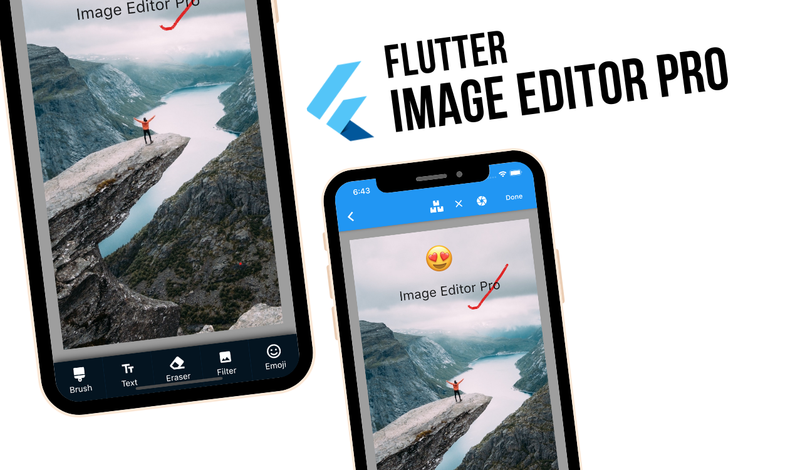 Image Editor Pro
FLUTTER
IMAGE EDITOR PRO
6:43
Done
Image Editor Pro
Brush
Text
Eraser
Filter
Emoji